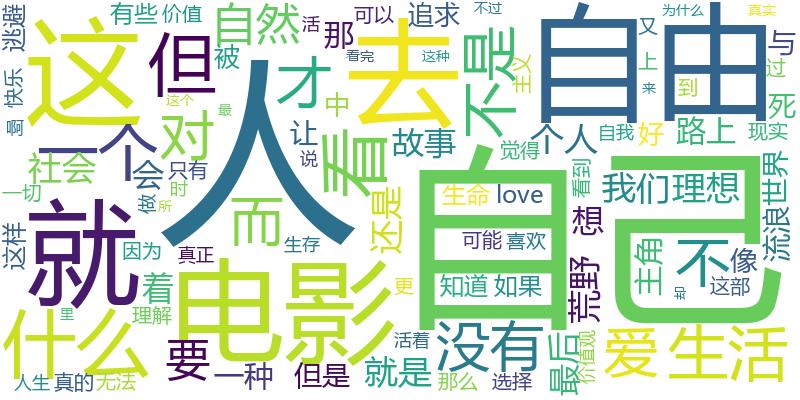 逃避
有些 价值
自然
活
那
可以
追求
不过
为什么
真实
这
但
被
看完
这种
去
不是
主义
自由
又
上
来
与
到
过
快乐
一个
才
中
看
对
让
说
故事
个人
自我
好
路上
死
现实
这个
最
社会
会
只有
觉得
看到
一切
做
时
所
人
而
还是
生命
love
想
我们
理想
世界
流浪
这样
就
因为
真正
生存
可能
喜欢
自己
荒野
主角
不
像
着
电影
更
知道
如果
却
这部
里
理解
什么
要
没有
活着
最后
价值观
爱
生活
人生
真的
无法
一种
但是
就是
那么
选择